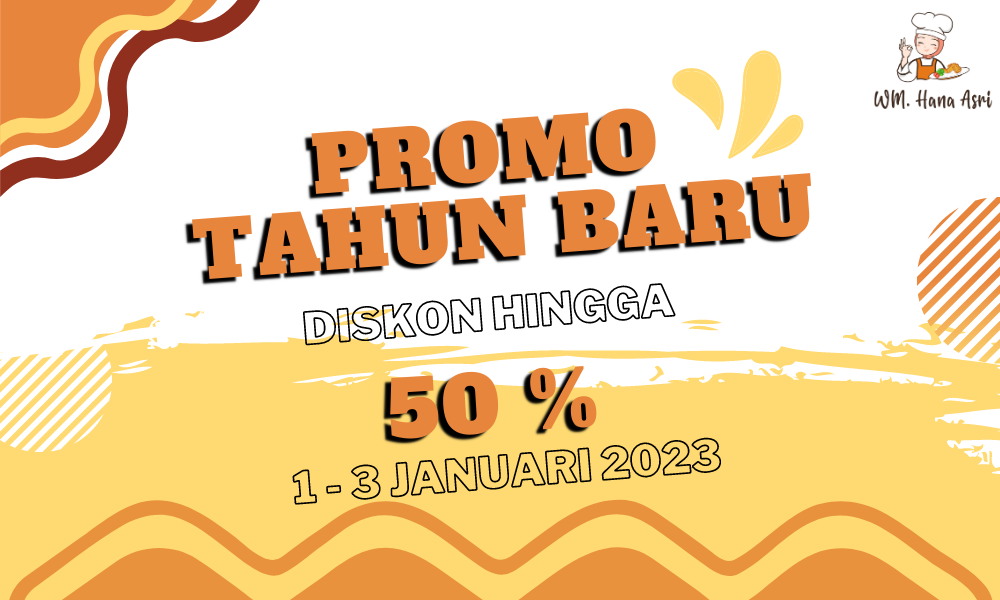 WM. Hana Asri
PROMO
TAHUN BARU
DISKON HINGGA
50 %
1 - 3 JANUARI 2023